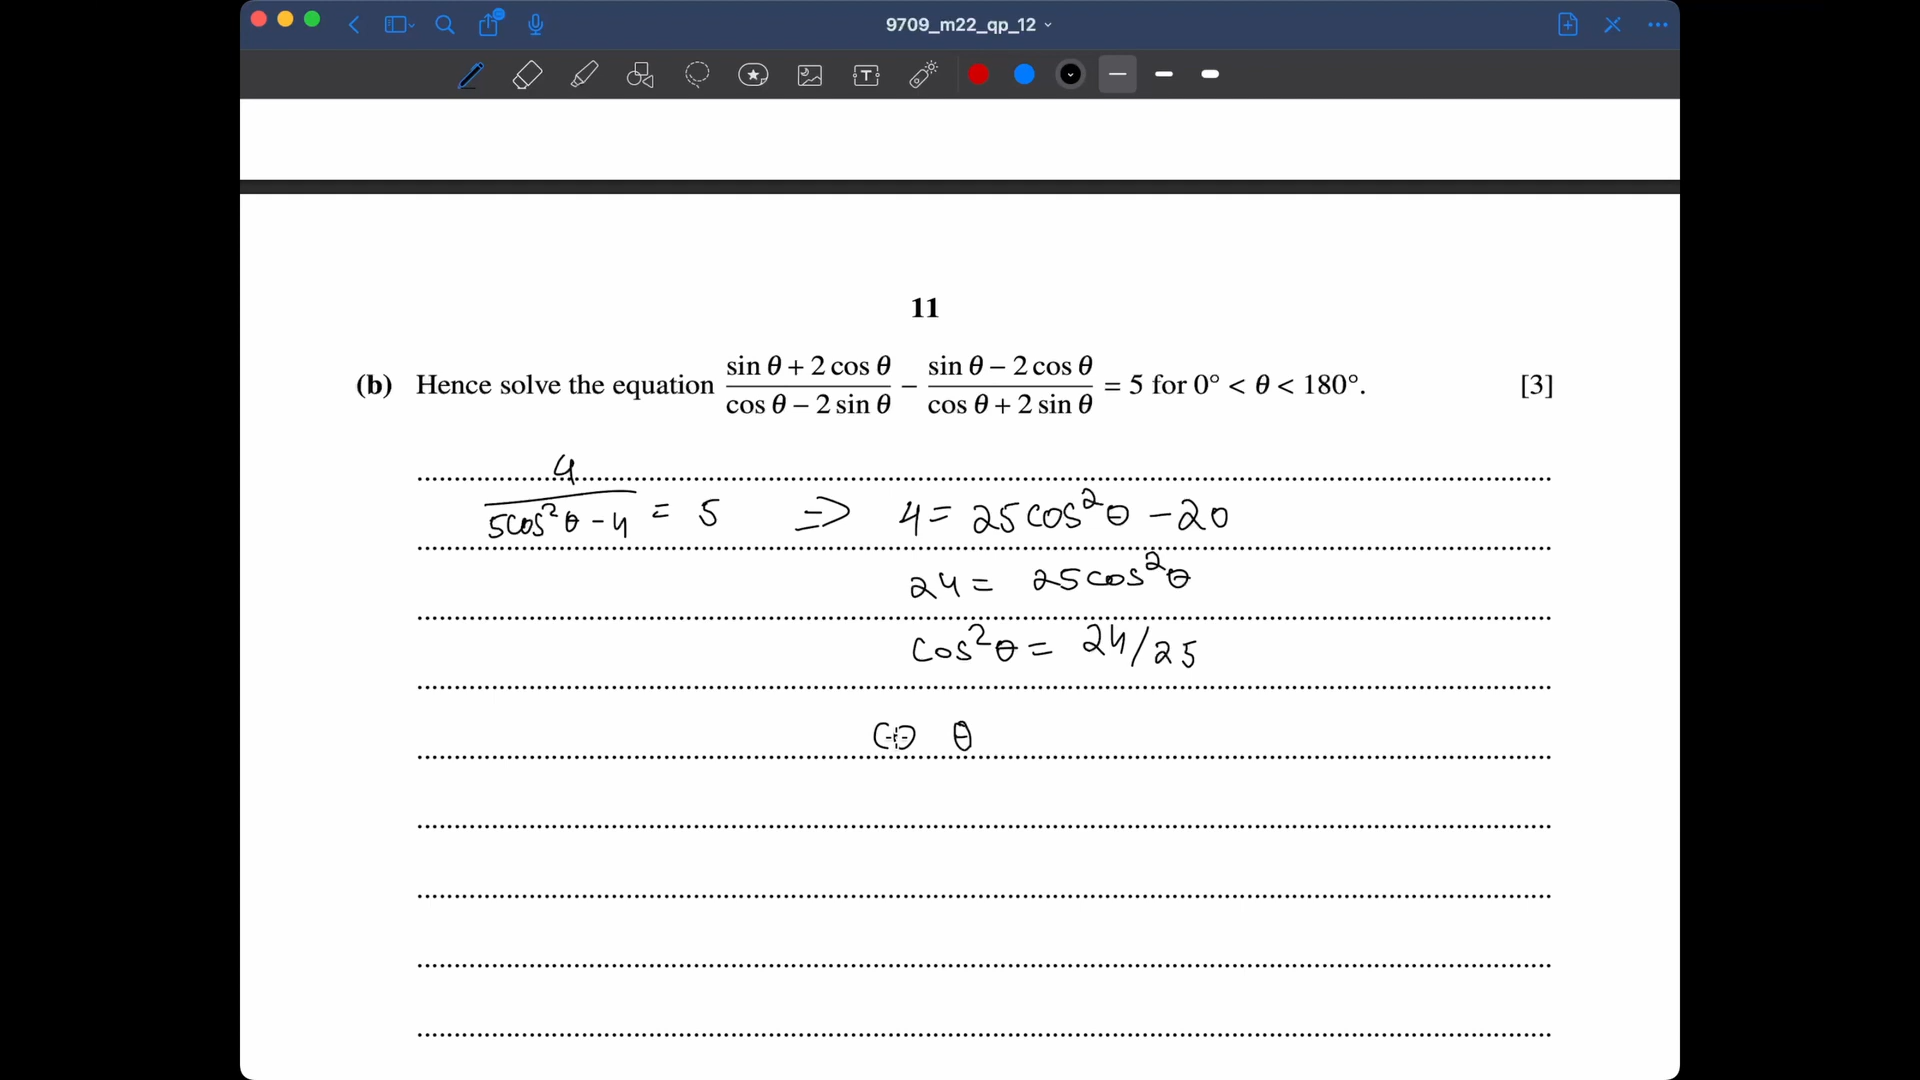 9709_m22_qp_12
11
(b) Hence solve the equation (sin θ + 2 cos θ)/(cos θ − 2 sin θ) − (sin θ − 2 cos θ)/(cos θ + 2 sin θ) = 5 for 0° < θ < 180°. [3]
4/(5cos²θ − 4) = 5 => 4 = 25cos²θ − 20
24 = 25cos²θ
cos²θ = 24/25
θ